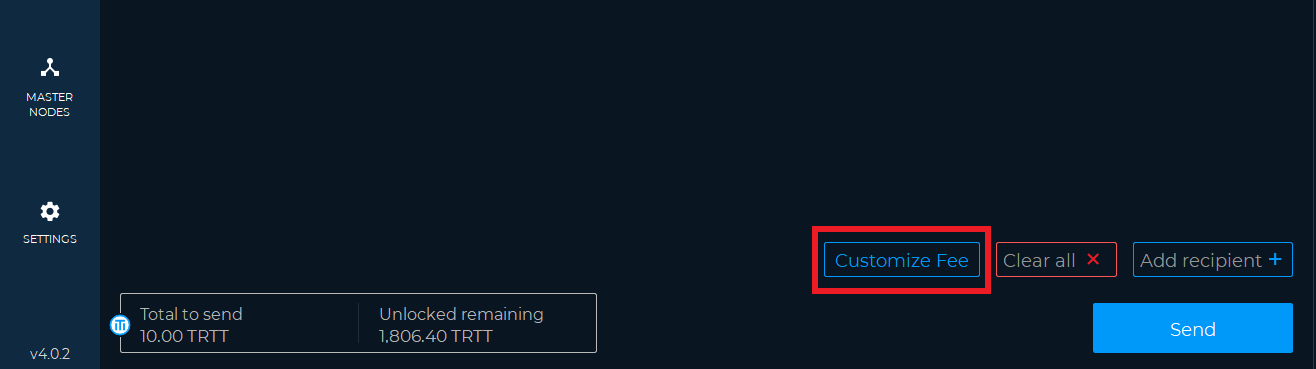 MASTER
NODES
SETTINGS
Customize Fee
Clear all
Add recipient +
Total to send
10.00 TRTT
Unlocked remaining
1,806.40 TRTT
Send
v4.0.2